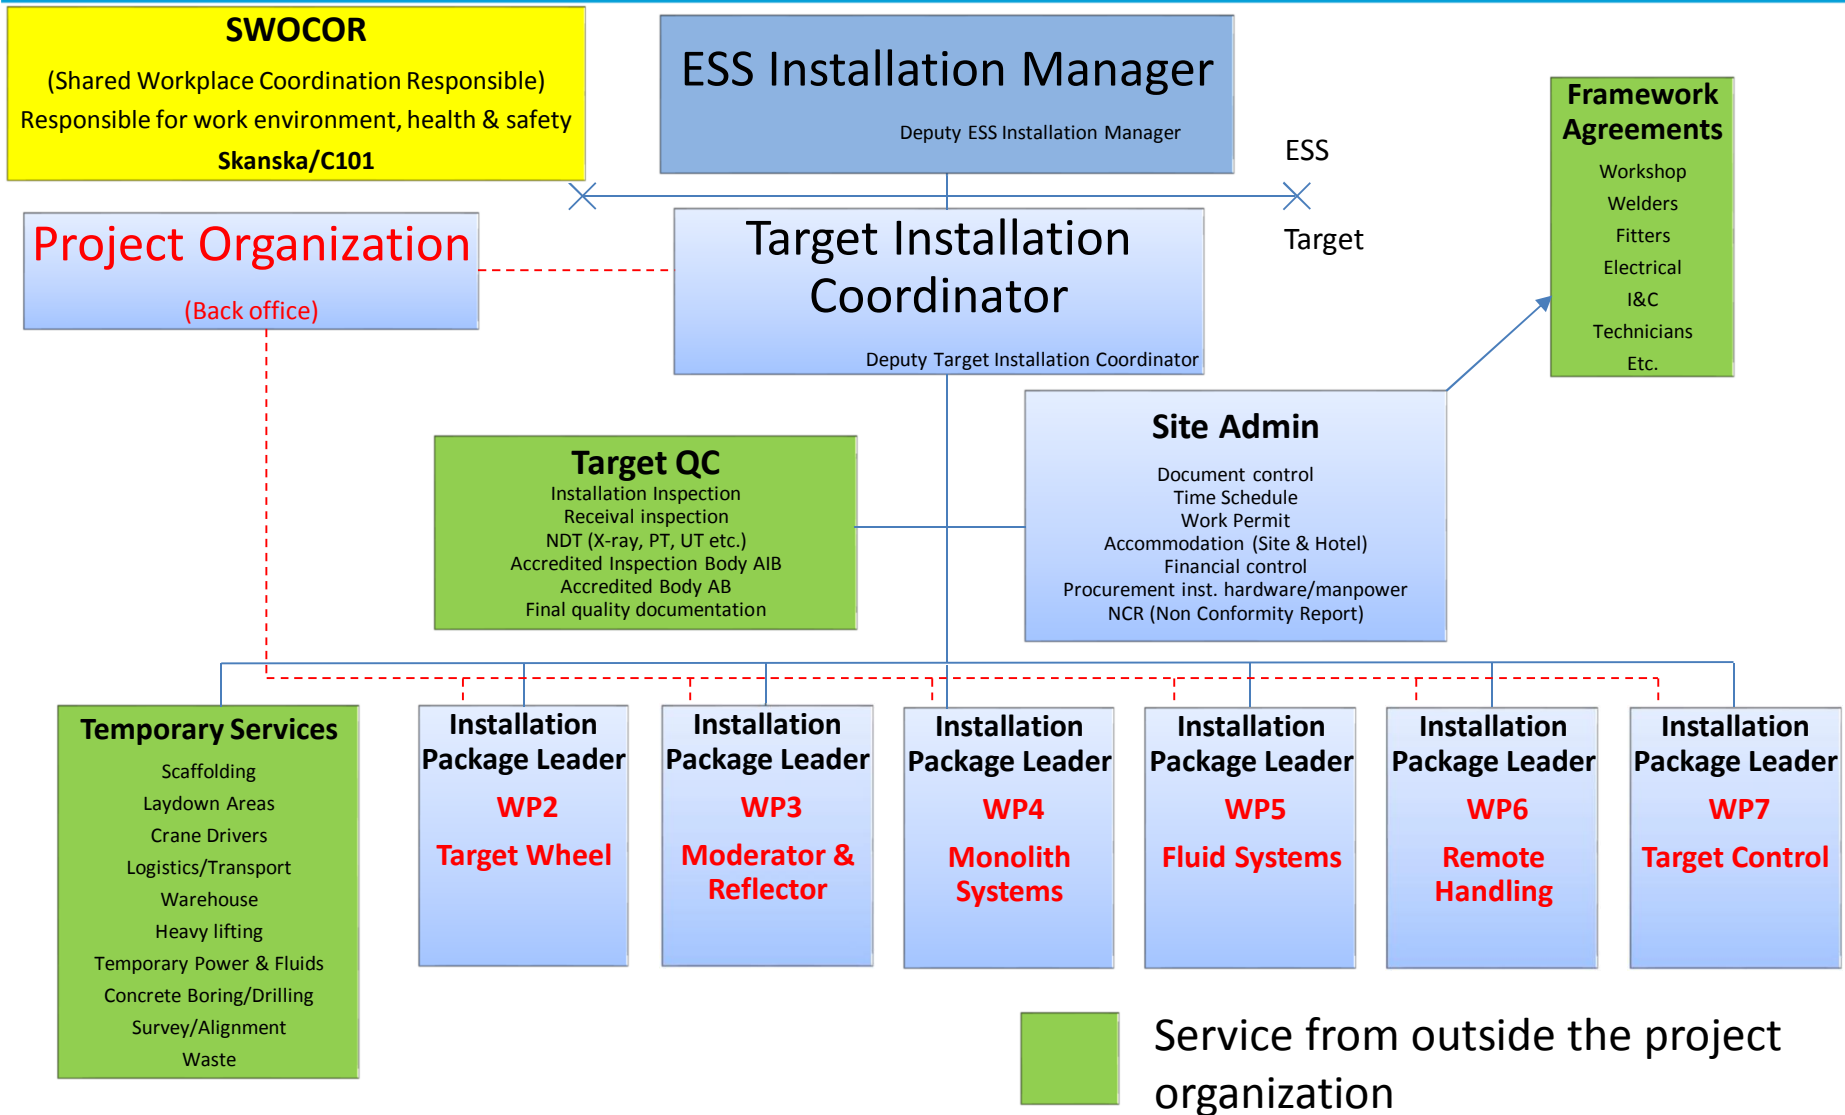 SWOCOR
(Shared Workplace Coordination Responsible)
Responsible for work environment, health & safety
Skanska/C101
ESS Installation Manager
Deputy ESS Installation Manager
ESS
Target
Framework
Agreements
Workshop
Welders
Fitters
Electrical
I&C
Technicians
Etc.
Project Organization
(Back office)
Target Installation
Coordinator
Deputy Target Installation Coordinator
Target QC
Installation Inspection
Receival inspection
NDT (X-ray, PT, UT etc.)
Accredited Inspection Body AIB
Accredited Body AB
Final quality documentation
Site Admin
Document control
Time Schedule
Work Permit
Accommodation (Site & Hotel)
Financial control
Procurement inst. hardware/manpower
NCR (Non Conformity Report)
Temporary Services
Scaffolding
Laydown Areas
Crane Drivers
Logistics/Transport
Warehouse
Heavy lifting
Temporary Power & Fluids
Concrete Boring/Drilling
Survey/Alignment
Waste
Installation
Package Leader
WP2
Target Wheel
Installation
Package Leader
WP3
Moderator &
Reflector
Installation
Package Leader
WP4
Monolith
Systems
Installation
Package Leader
WP5
Fluid Systems
Installation
Package Leader
WP6
Remote
Handling
Installation
Package Leader
WP7
Target Control
Service from outside the project
organization